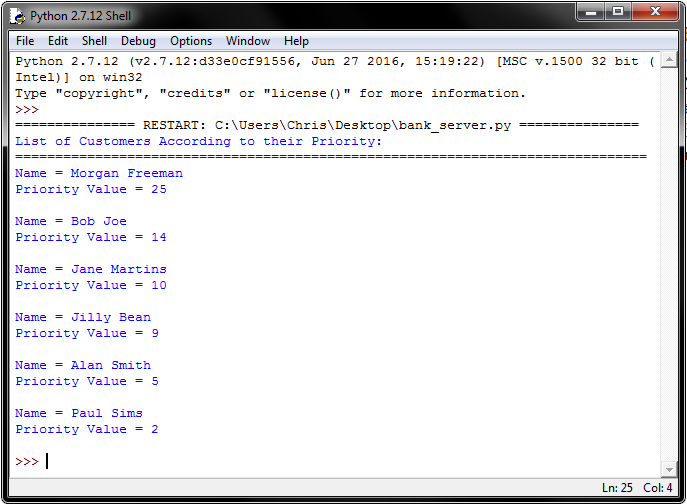 Python 2.7.12 Shell
File Edit Shell Debug Options Window Help
Python 2.7.12 (v2.7.12:d33e0cf91556, Jun 27 2016, 15:19:22) [MSC v.1500 32 bit (
Intel)] on win32
Type "copyright", "credits" or "license()" for more information.
>>>
=============== RESTART: C:\Users\Chris\Desktop\bank_server.py ===============
List of Customers According to their Priority:
================================================================================
Name = Morgan Freeman
Priority Value = 25
Name = Bob Joe
Priority Value = 14
Name = Jane Martins
Priority Value = 10
Name = Jilly Bean
Priority Value = 9
Name = Alan Smith
Priority Value = 5
Name = Paul Sims
Priority Value = 2
>>>
Ln: 25 Col: 4